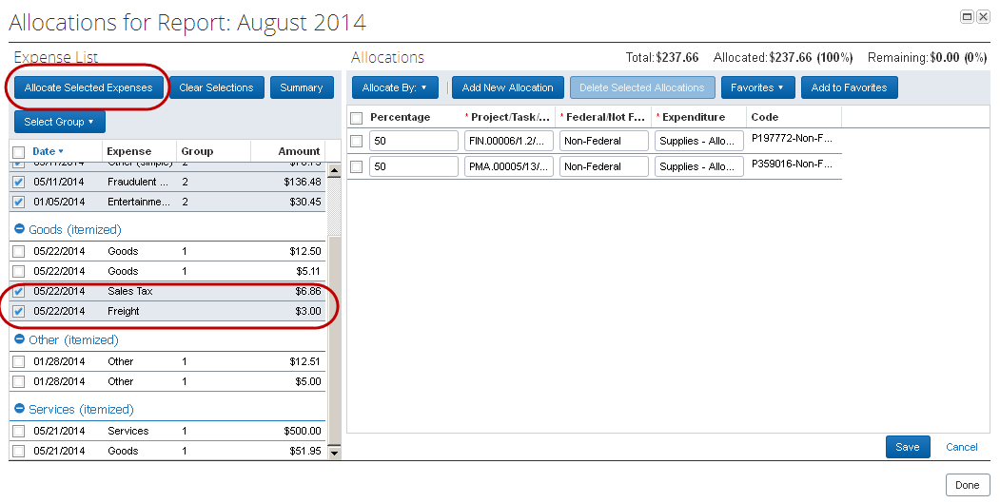 Allocations for Report: August 2014
Expense List
Allocations
Total:$237.66 Allocated:$237.66 (100%) Remaining:$0.00 (0%)
Allocate Selected Expenses Clear Selections Summary
Select Group
Allocate By: Add New Allocation Delete Selected Allocations Favorites Add to Favorites
Date Expense Group Amount
Other (simple) 2
05/11/2014 Fraudulent ... 2 $136.48
01/05/2014 Entertainme... 2 $30.45
Goods (itemized)
05/22/2014 Goods 1 $12.50
05/22/2014 Goods 1 $5.11
05/22/2014 Sales Tax $6.86
05/22/2014 Freight $3.00
Other (itemized)
01/28/2014 Other 1 $12.51
01/28/2014 Other 1 $5.00
Services (itemized)
05/21/2014 Services 1 $500.00
05/21/2014 Goods 1 $51.95
Percentage * Project/Task/... * Federal/Not F... * Expenditure Code
50 FIN.00006/1.2/... Non-Federal Supplies - Allo... P197772-Non-F...
50 PMA.00005/13/... Non-Federal Supplies - Allo... P359016-Non-F...
Save Cancel
Done